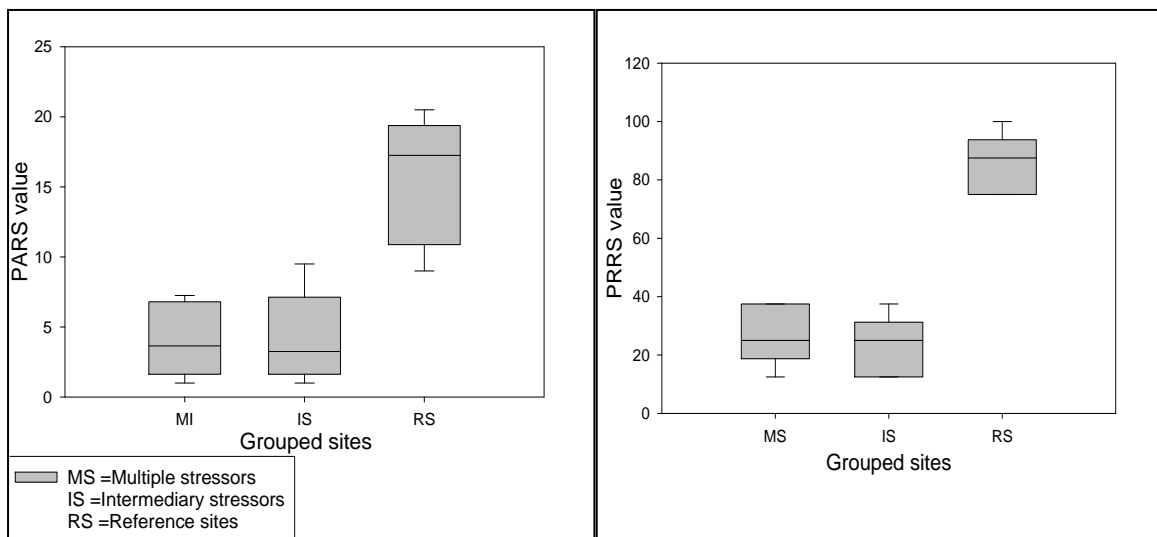 25
20
15
10
5
0
PARS value
MI IS RS
Grouped sites
MS =Multiple stressors
IS =Intermediary stressors
RS =Reference sites
120
100
80
60
40
20
0
PRRS value
MS IS RS
Grouped sites